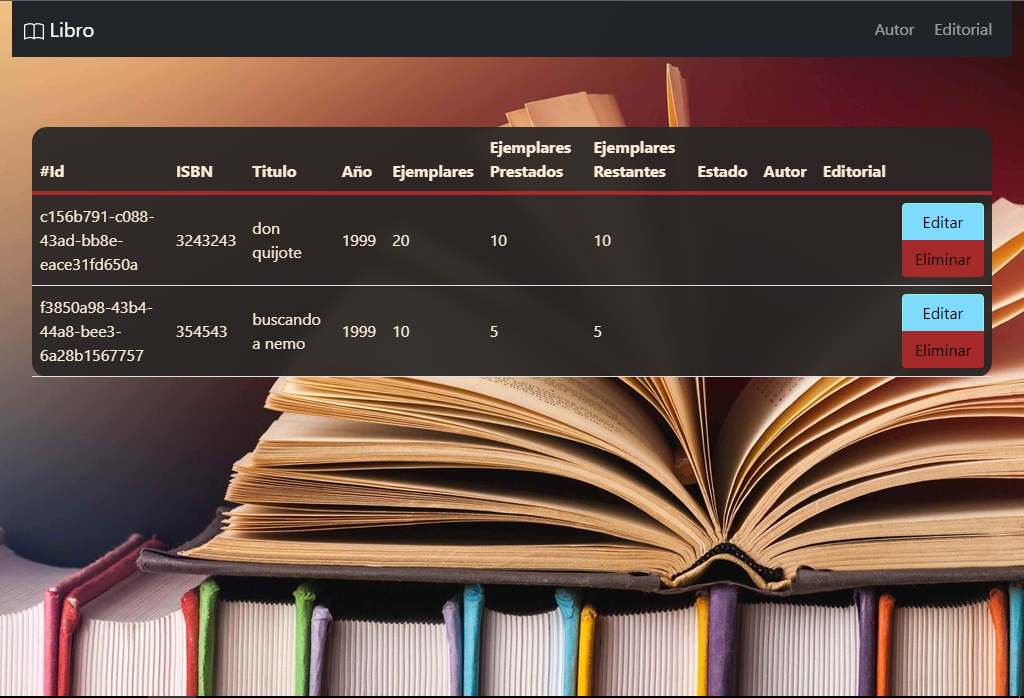 Libro
Autor
Editorial
#Id
ISBN
Titulo
Año
Ejemplares
Ejemplares
Prestados
Ejemplares
Restantes
Estado
Autor
Editorial
c156b791-c088-
43ad-bb8e-
eace31fd650a
3243243
don
quijote
1999
20
10
10
Editar
Eliminar
f3850a98-43b4-
44a8-bee3-
6a28b1567757
354543
buscando
a nemo
1999
10
5
5
Editar
Eliminar